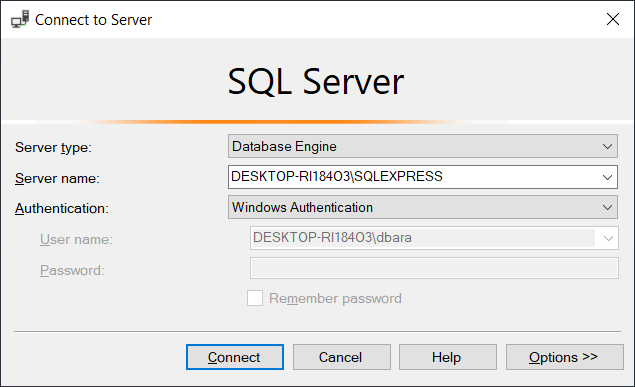 Connect to Server
SQL Server
Server type: Database Engine
Server name: DESKTOP-RI184O3\SQLEXPRESS
Authentication: Windows Authentication
User name: DESKTOP-RI184O3\dbara
Password:
Remember password
Connect Cancel Help Options >>